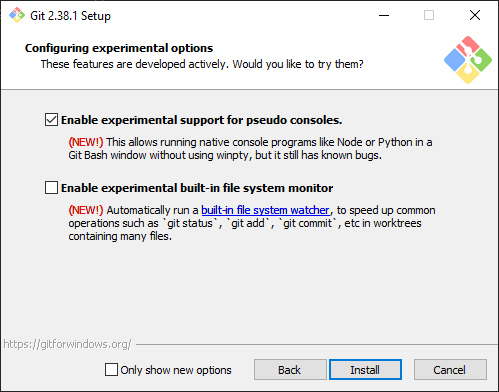 Git 2.38.1 Setup
Configuring experimental options
These features are developed actively. Would you like to try them?
Enable experimental support for pseudo consoles.
(NEW!) This allows running native console programs like Node or Python in a
Git Bash window without using winpty, but it still has known bugs.
Enable experimental built-in file system monitor
(NEW!) Automatically run a built-in file system watcher, to speed up common
operations such as `git status`, `git add`, `git commit`, etc in worktrees
containing many files.
https://gitforwindows.org/
Only show new options
Back
Install
Cancel